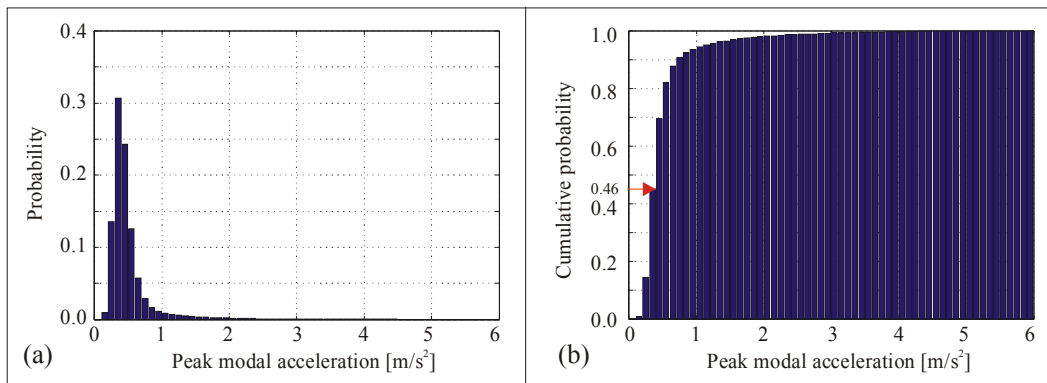 0.4
0.3
0.2
0.1
0.0
Probability
0 1 2 3 4 5 6
Peak modal acceleration [m/s²]
(a)
1.0
0.8
0.6
0.46
0.4
0.2
0.0
Cumulative probability
0 1 2 3 4 5 6
Peak modal acceleration [m/s²]
(b)